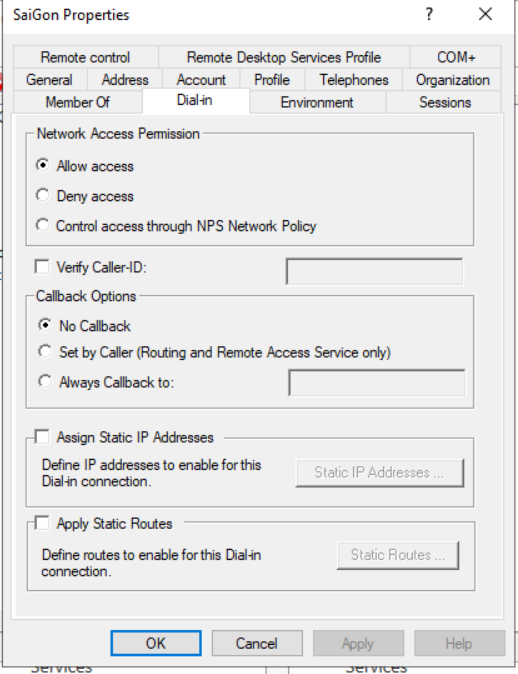 SaiGon Properties
?
Remote control Remote Desktop Services Profile COM+
General Address Account Profile Telephones Organization
Member Of Dial-in Environment Sessions
Network Access Permission
Allow access
Deny access
Control access through NPS Network Policy
Verify Caller-ID:
Callback Options
No Callback
Set by Caller (Routing and Remote Access Service only)
Always Callback to:
Assign Static IP Addresses
Define IP addresses to enable for this
Dial-in connection.
Static IP Addresses ...
Apply Static Routes
Define routes to enable for this Dial-in
connection.
Static Routes ...
OK Cancel Apply Help
Services Services